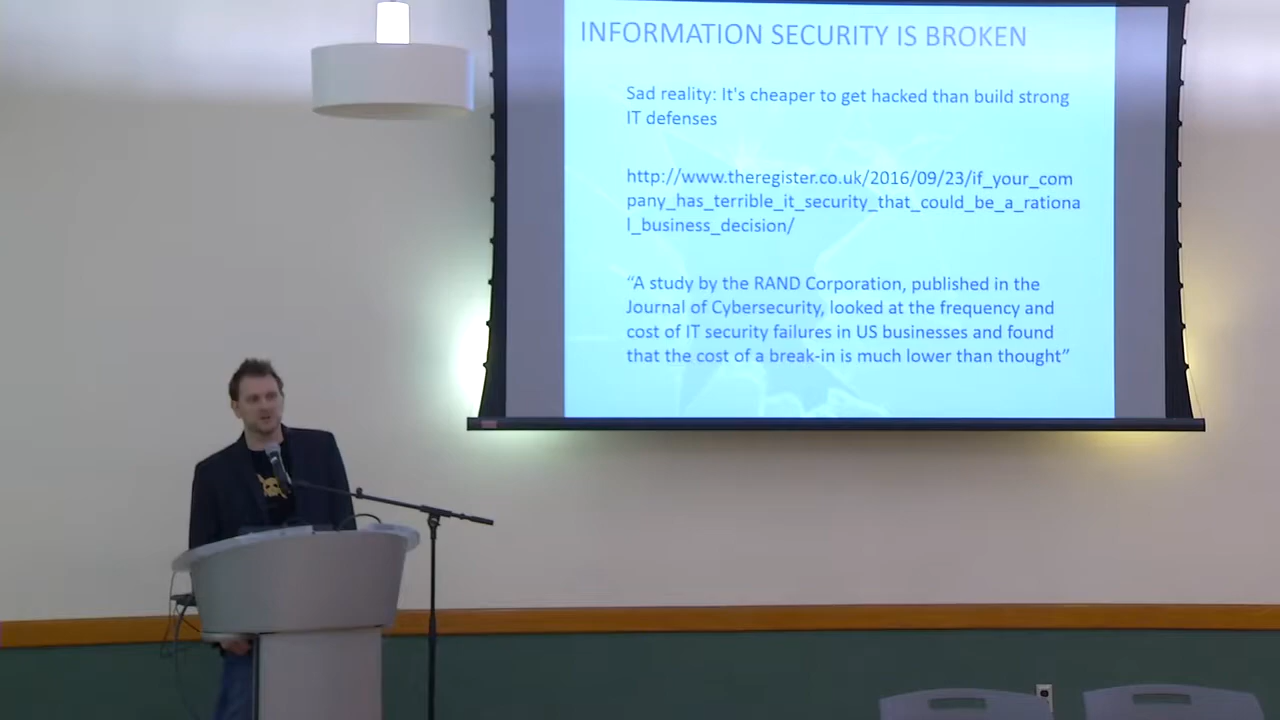 INFORMATION SECURITY IS BROKEN
Sad reality: It's cheaper to get hacked than build strong
IT defenses
http://www.theregister.co.uk/2016/09/23/if_your_com
pany_has_terrible_it_security_that_could_be_a_rationa
l_business_decision/
“A study by the RAND Corporation, published in the
Journal of Cybersecurity, looked at the frequency and
cost of IT security failures in US businesses and found
that the cost of a break-in is much lower than thought”